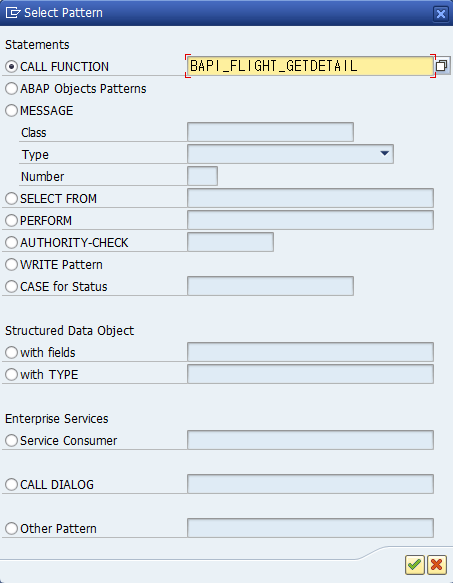 Select Pattern
Statements
CALL FUNCTION BAPI_FLIGHT_GETDETAIL
ABAP Objects Patterns
MESSAGE
Class
Type
Number
SELECT FROM
PERFORM
AUTHORITY-CHECK
WRITE Pattern
CASE for Status
Structured Data Object
with fields
with TYPE
Enterprise Services
Service Consumer
CALL DIALOG
Other Pattern